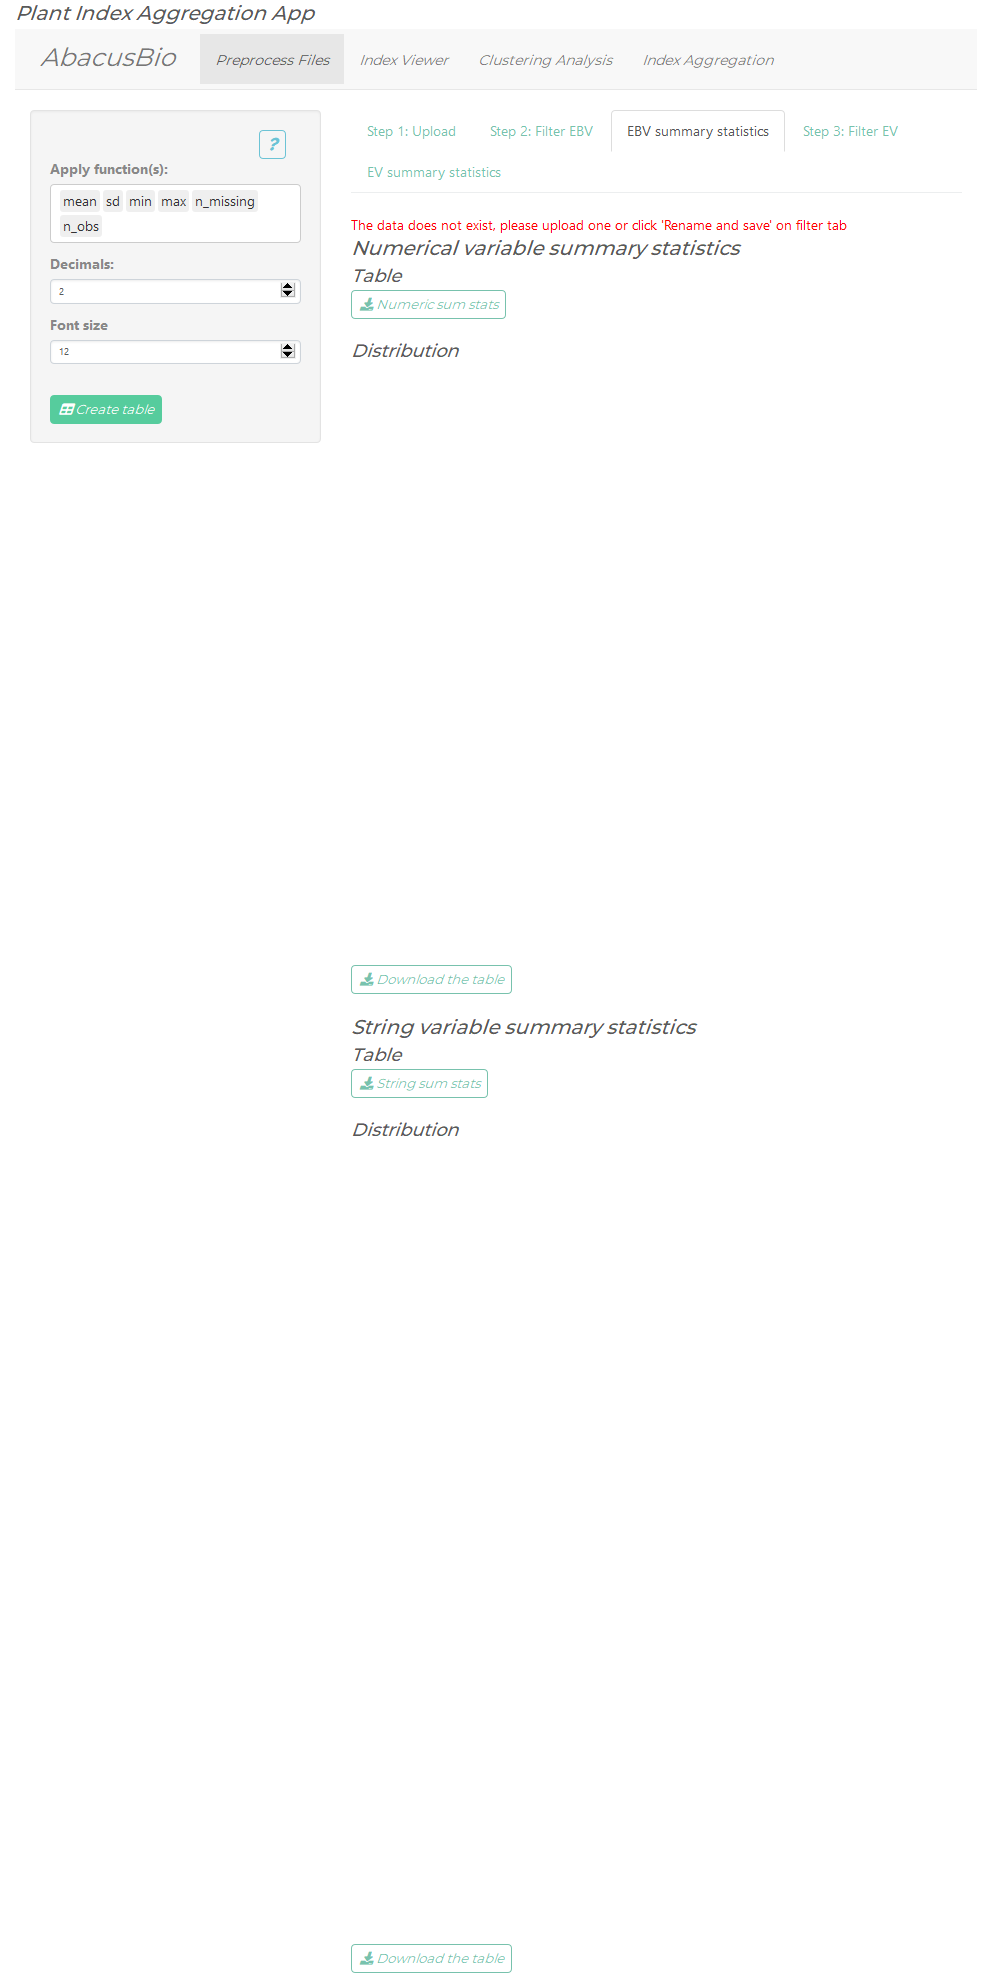 Plant Index Aggregation App
AbacusBio
Preprocess Files
Index Viewer
Clustering Analysis
Index Aggregation
?
Apply function(s):
mean sd min max n_missing
n_obs
Decimals:
2
Font size
12
Create table
Step 1: Upload
Step 2: Filter EBV
EBV summary statistics
Step 3: Filter EV
EV summary statistics
The data does not exist, please upload one or click 'Rename and save' on filter tab
Numerical variable summary statistics
Table
Numeric sum stats
Distribution
Download the table
String variable summary statistics
Table
String sum stats
Distribution
Download the table